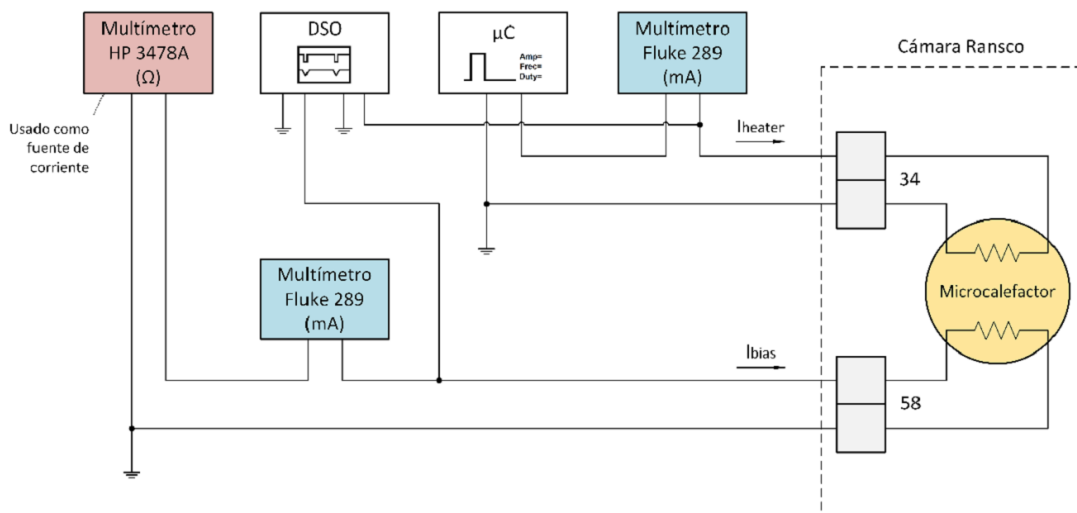 Multímetro
HP 3478A
(Ω)
DSO
µC
Amp=
Frec=
Duty=
Multímetro
Fluke 289
(mA)
Cámara Ransco
Usado como
fuente de
corriente
Iheater
34
Multímetro
Fluke 289
(mA)
Microcalefactor
Ibias
58